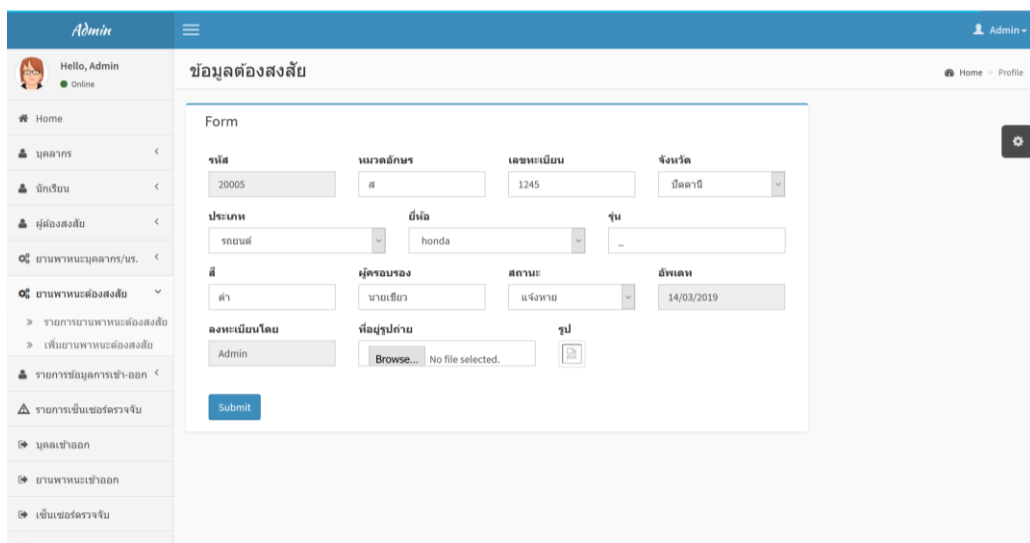 Admin
Admin
Hello, Admin
Online
ข้อมูลต้องสงสัย
Home > Profile
Home
บุคลากร
นักเรียน
ผู้ต้องสงสัย
ยานพาหนะบุคลากร/นร.
ยานพาหนะต้องสงสัย
» รายการยานพาหนะต้องสงสัย
» เพิ่มยานพาหนะต้องสงสัย
รายการข้อมูลการเข้า-ออก
รายการเซ็นเซอร์ตรวจจับ
บุคลเข้าออก
ยานพาหนะเข้าออก
เซ็นเซอร์ตรวจจับ
Form
รหัส หมวดอักษร เลขทะเบียน จังหวัด
20005 ส 1245 ปัตตานี
ประเภท ยี่ห้อ รุ่น
รถยนต์ honda _
สี ผู้ครอบรอง สถานะ อัพเดท
ดำ นายเขียว แจ้งหาย 14/03/2019
ลงทะเบียนโดย ที่อยู่รูปถ่าย รูป
Admin Browse... No file selected.
Submit